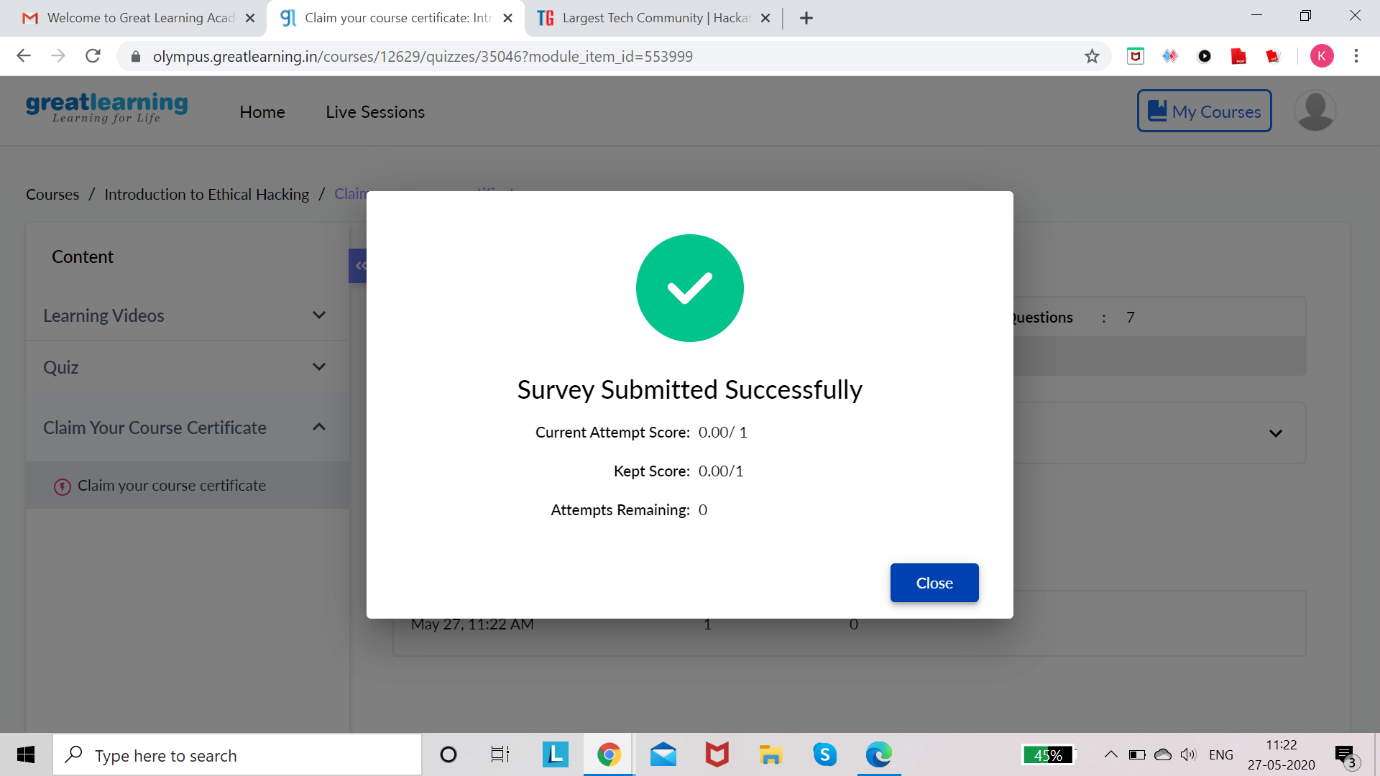 Welcome to Great Learning Acad
Claim your course certificate: Intr
TG Largest Tech Community | Hackat
olympus.greatlearning.in/courses/12629/quizzes/35046?module_item_id=553999
K
greatlearning
Learning for Life
Home
Live Sessions
My Courses
Courses / Introduction to Ethical Hacking / Claim
Content
Learning Videos
Quiz
Claim Your Course Certificate
Claim your course certificate
Questions : 7
Survey Submitted Successfully
Current Attempt Score: 0.00/ 1
Kept Score: 0.00/1
Attempts Remaining: 0
Close
May 27, 11:22 AM 1 0
Type here to search
L
S
45%
ENG
11:22
27-05-2020
3